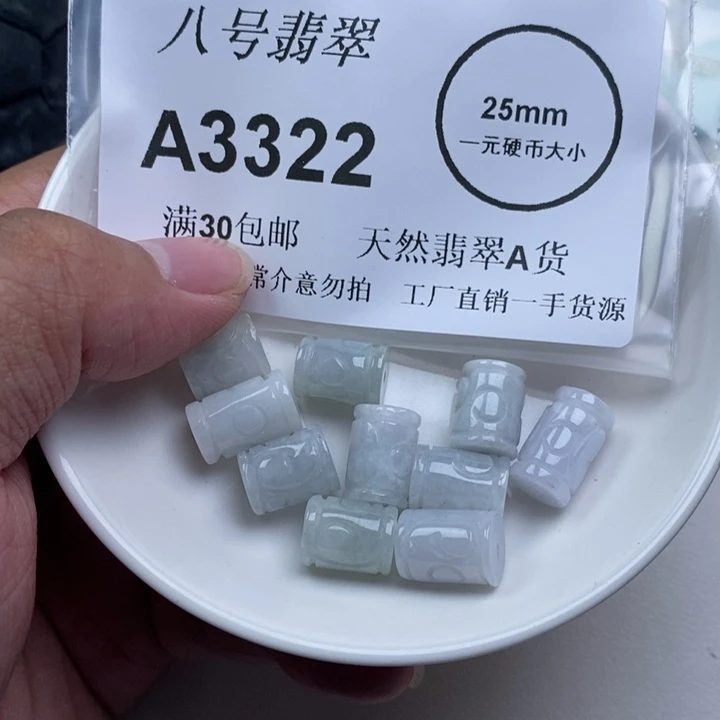 八号翡翠
A3322
25mm
一元硬币大小
满30包邮 天然翡翠A货
常介意勿拍 工厂直销一手货源